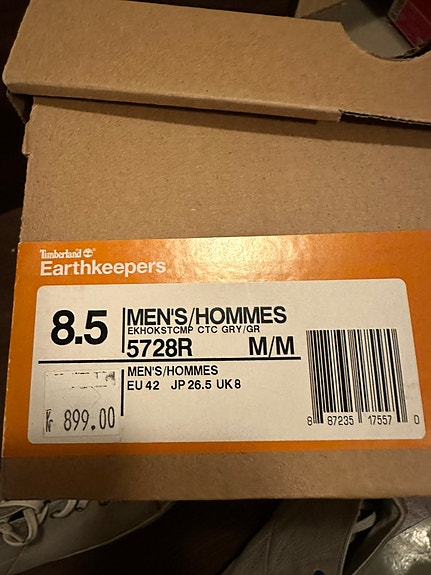 Timberland
Earthkeepers
8.5
MEN'S/HOMMES
EKHOKSTCMP CTC GRY/GR
5728R M/M
MEN'S/HOMMES
EU 42 JP 26.5 UK 8
Kr 899.00
8 87235 17557 0